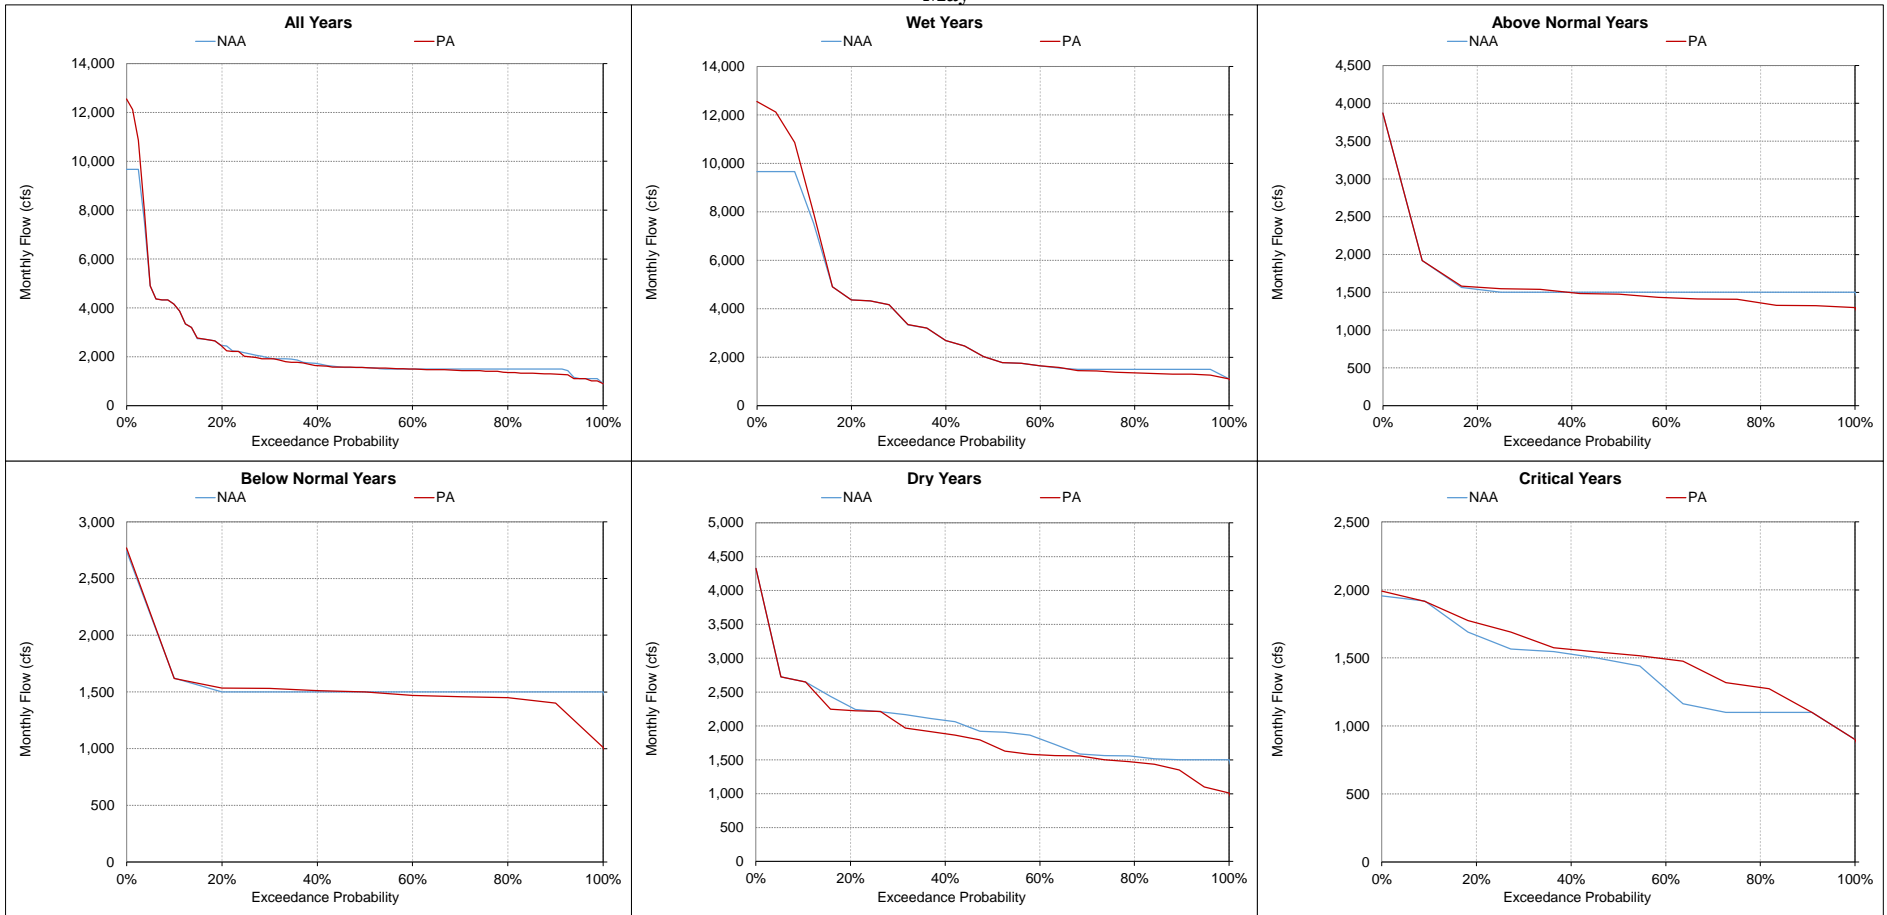 All Years
NAA PA
14,000
12,000
10,000
8,000
6,000
4,000
2,000
0
Monthly Flow (cfs)
0% 20% 40% 60% 80% 100%
Exceedance Probability
Wet Years
NAA PA
14,000
12,000
10,000
8,000
6,000
4,000
2,000
0
Monthly Flow (cfs)
0% 20% 40% 60% 80% 100%
Exceedance Probability
Above Normal Years
NAA PA
4,500
4,000
3,500
3,000
2,500
2,000
1,500
1,000
500
0
Monthly Flow (cfs)
0% 20% 40% 60% 80% 100%
Exceedance Probability
Below Normal Years
NAA PA
3,000
2,500
2,000
1,500
1,000
500
0
Monthly Flow (cfs)
0% 20% 40% 60% 80% 100%
Exceedance Probability
Dry Years
NAA PA
5,000
4,500
4,000
3,500
3,000
2,500
2,000
1,500
1,000
500
0
Monthly Flow (cfs)
0% 20% 40% 60% 80% 100%
Exceedance Probability
Critical Years
NAA PA
2,500
2,000
1,500
1,000
500
0
Monthly Flow (cfs)
0% 20% 40% 60% 80% 100%
Exceedance Probability